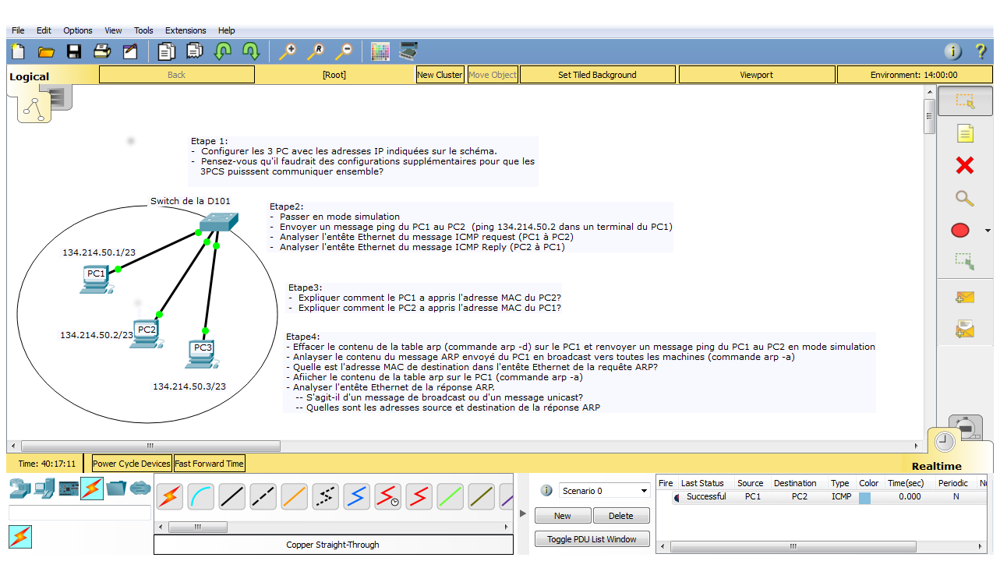 File Edit Options View Tools Extensions Help
Logical Back [Root] New Cluster Move Object Set Tiled Background Viewport Environment: 14:00:00
Etape 1:
- Configurer les 3 PC avec les adresses IP indiquées sur le schéma.
- Pensez-vous qu'il faudrait des configurations supplémentaires pour que les
3PCS puisssent communiquer ensemble?
Switch de la D101
134.214.50.1/23
PC1
134.214.50.2/23
PC2
PC3
134.214.50.3/23
Etape2:
- Passer en mode simulation
- Envoyer un message ping du PC1 au PC2 (ping 134.214.50.2 dans un terminal du PC1)
- Analyser l'entête Ethernet du message ICMP request (PC1 à PC2)
- Analyser l'entête Ethernet du message ICMP Reply (PC2 à PC1)
Etape3:
- Expliquer comment le PC1 a appris l'adresse MAC du PC2?
- Expliquer comment le PC2 a appris l'adresse MAC du PC1?
Etape4:
- Effacer le contenu de la table arp (commande arp -d) sur le PC1 et renvoyer un message ping du PC1 au PC2 en mode simulation
- Anlayser le contenu du message ARP envoyé du PC1 en broadcast vers toutes les machines (commande arp -a)
- Quelle est l'adresse MAC de destination dans l'entête Ethernet de la requête ARP?
- Afiicher le contenu de la table arp sur le PC1 (commande arp -a)
- Analyser l'entête Ethernet de la réponse ARP.
-- S'agit-il d'un message de broadcast ou d'un message unicast?
-- Quelles sont les adresses source et destination de la réponse ARP
Time: 40:17:11 Power Cycle Devices Fast Forward Time
Realtime
Copper Straight-Through
Scenario 0
New Delete
Toggle PDU List Window
Fire Last Status Source Destination Type Color Time(sec) Periodic
Successful PC1 PC2 ICMP 0.000 N